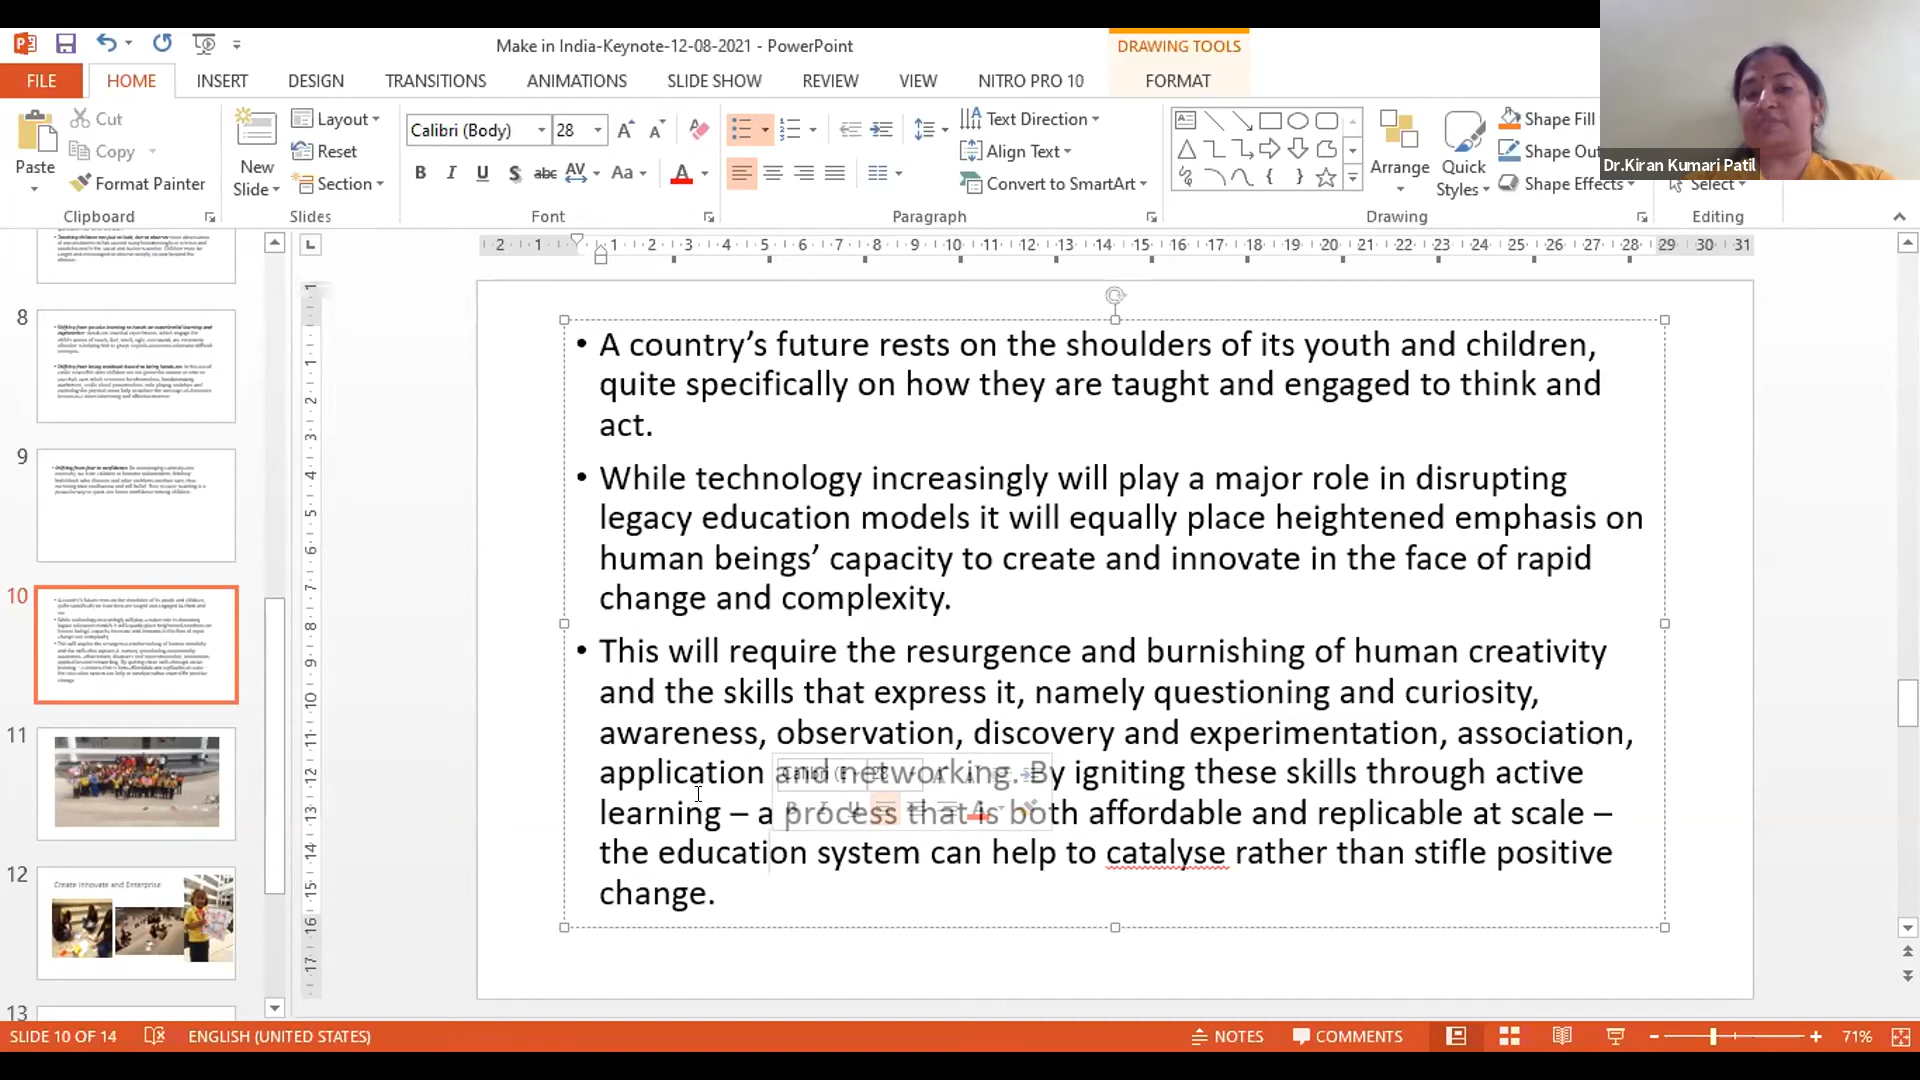 Make in India-Keynote-12-08-2021 - PowerPoint
DRAWING TOOLS
FILE HOME INSERT DESIGN TRANSITIONS ANIMATIONS SLIDE SHOW REVIEW VIEW NITRO PRO 10 FORMAT
Paste
Cut
Copy
Format Painter
Clipboard
New
Slide
Layout
Reset
Section
Slides
Calibri (Body) 28
Font
Text Direction
Align Text
Convert to SmartArt
Paragraph
Arrange
Quick
Styles
Shape Fill
Shape Ou
Shape Effects
Drawing
Select
Editing
Dr.Kiran Kumari Patil
8
9
10
11
12
Create Innovate and Enterprise
13
• A country’s future rests on the shoulders of its youth and children,
quite specifically on how they are taught and engaged to think and
act.
• While technology increasingly will play a major role in disrupting
legacy education models it will equally place heightened emphasis on
human beings’ capacity to create and innovate in the face of rapid
change and complexity.
• This will require the resurgence and burnishing of human creativity
and the skills that express it, namely questioning and curiosity,
awareness, observation, discovery and experimentation, association,
application and networking. By igniting these skills through active
learning – a process that is both affordable and replicable at scale –
the education system can help to catalyse rather than stifle positive
change.
SLIDE 10 OF 14 ENGLISH (UNITED STATES) NOTES COMMENTS 71%